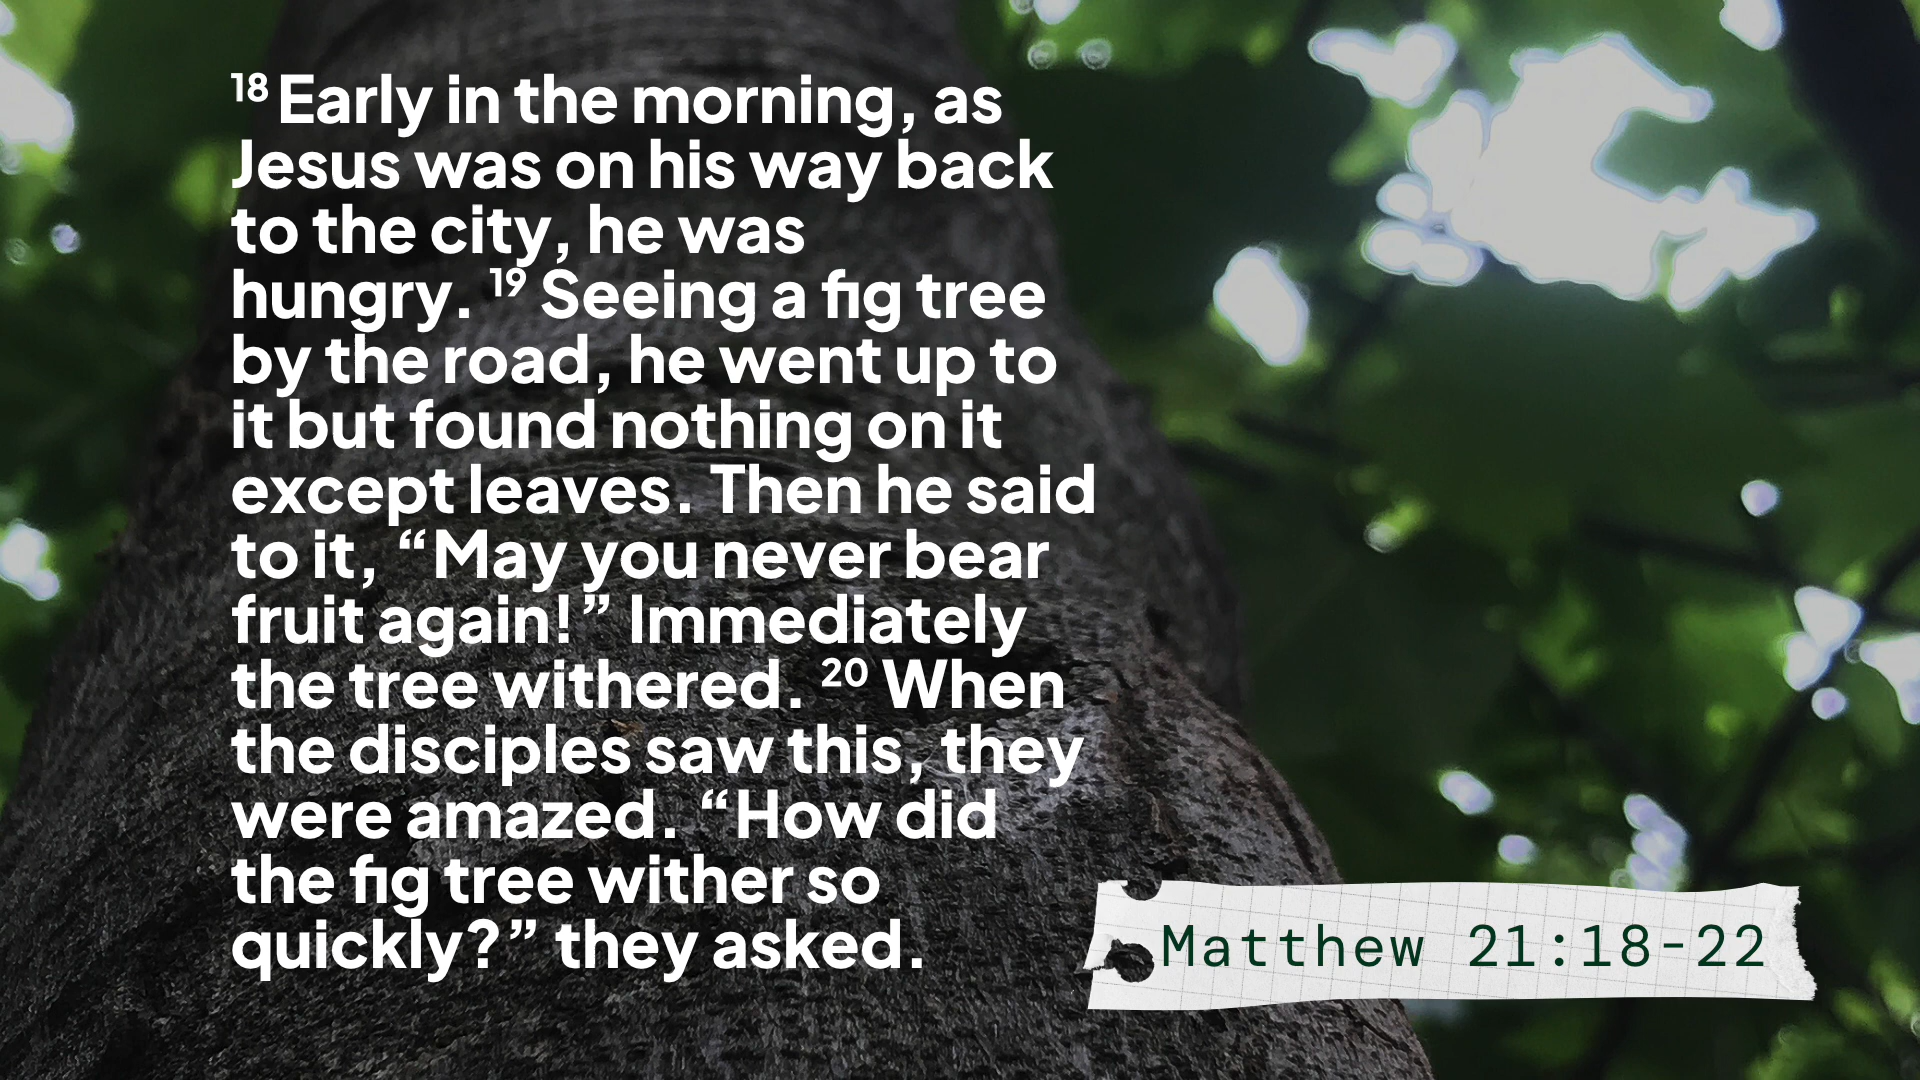 18 Early in the morning, as
Jesus was on his way back
to the city, he was
hungry. 19 Seeing a fig tree
by the road, he went up to
it but found nothing on it
except leaves. Then he said
to it, “May you never bear
fruit again!” Immediately
the tree withered. 20 When
the disciples saw this, they
were amazed. “How did
the fig tree wither so
quickly?” they asked.
Matthew 21:18-22